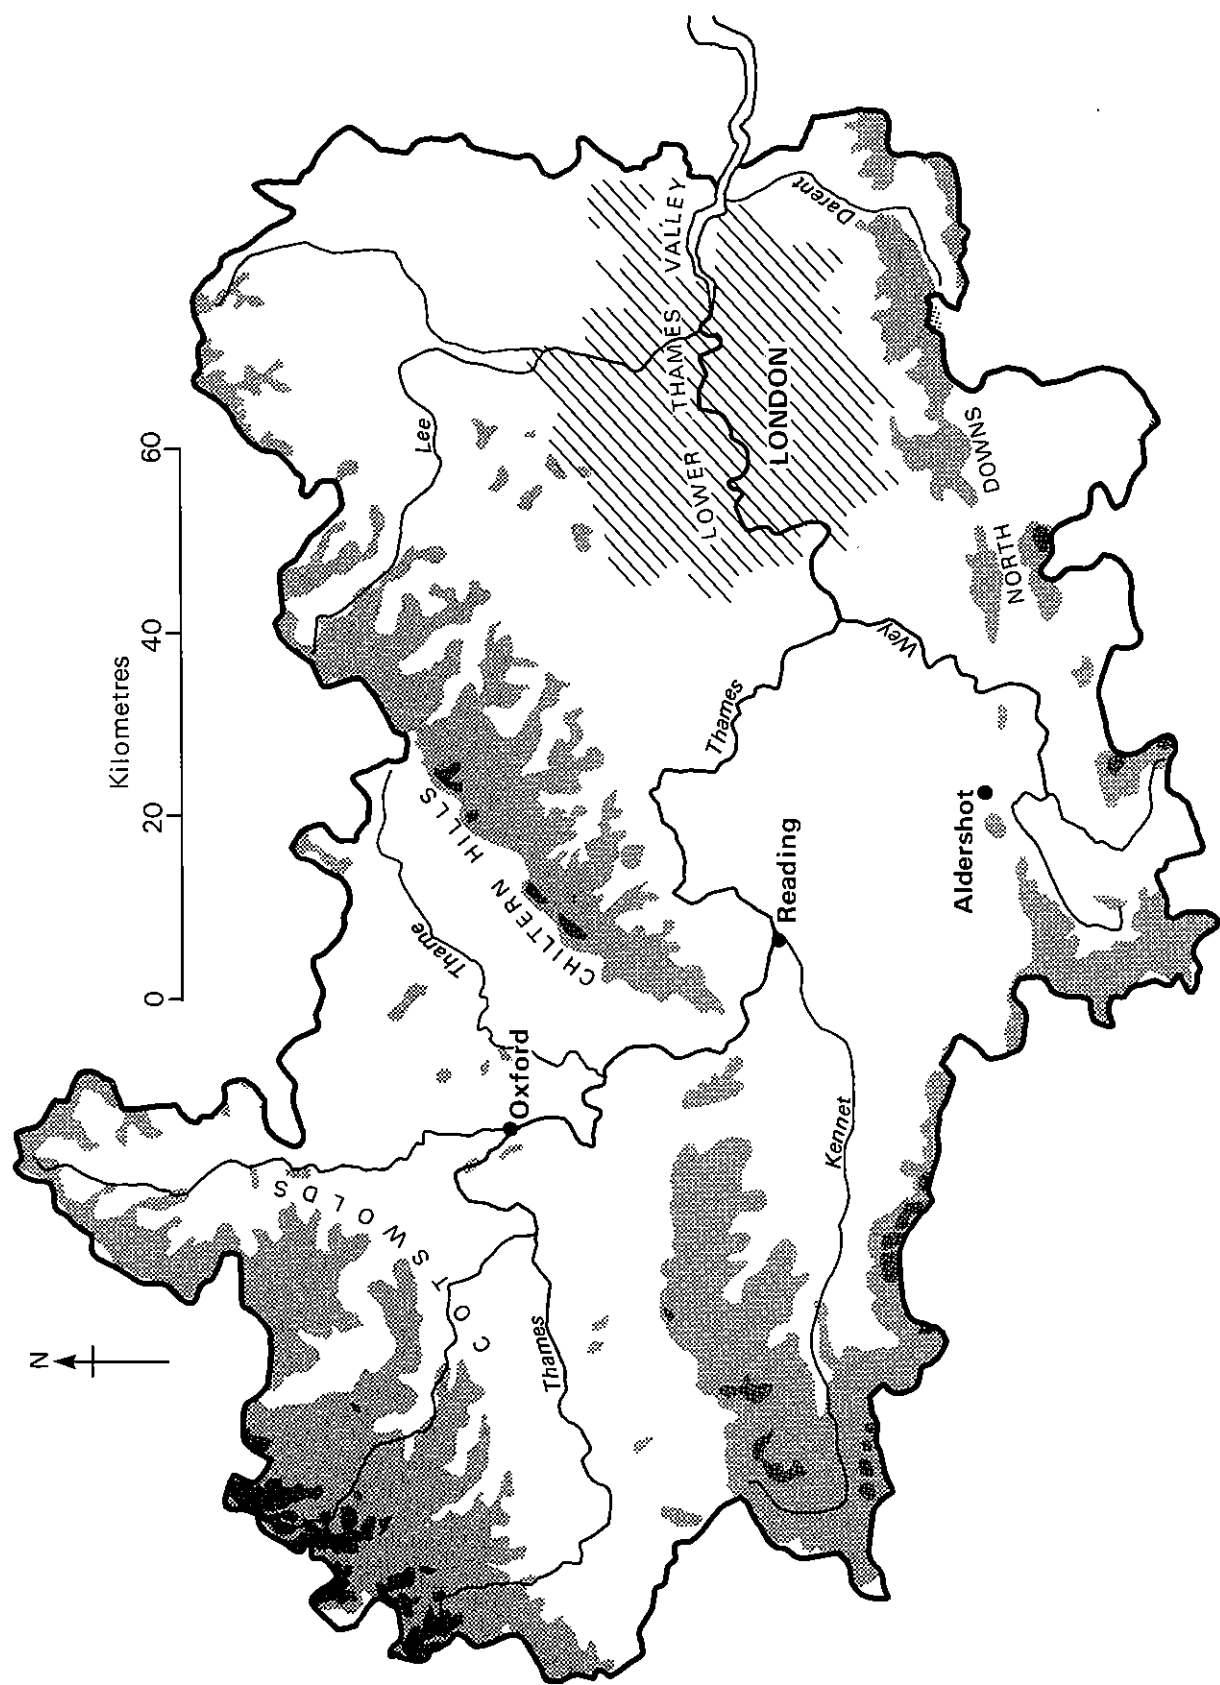 N
Kilometres
0 20 40 60
COTSWOLDS
Thames
Oxford
Thame
CHILTERN HILLS
Lee
Thames
LOWER THAMES VALLEY
LONDON
Darent
Kennet
Reading
Wey
Aldershot
NORTH DOWNS